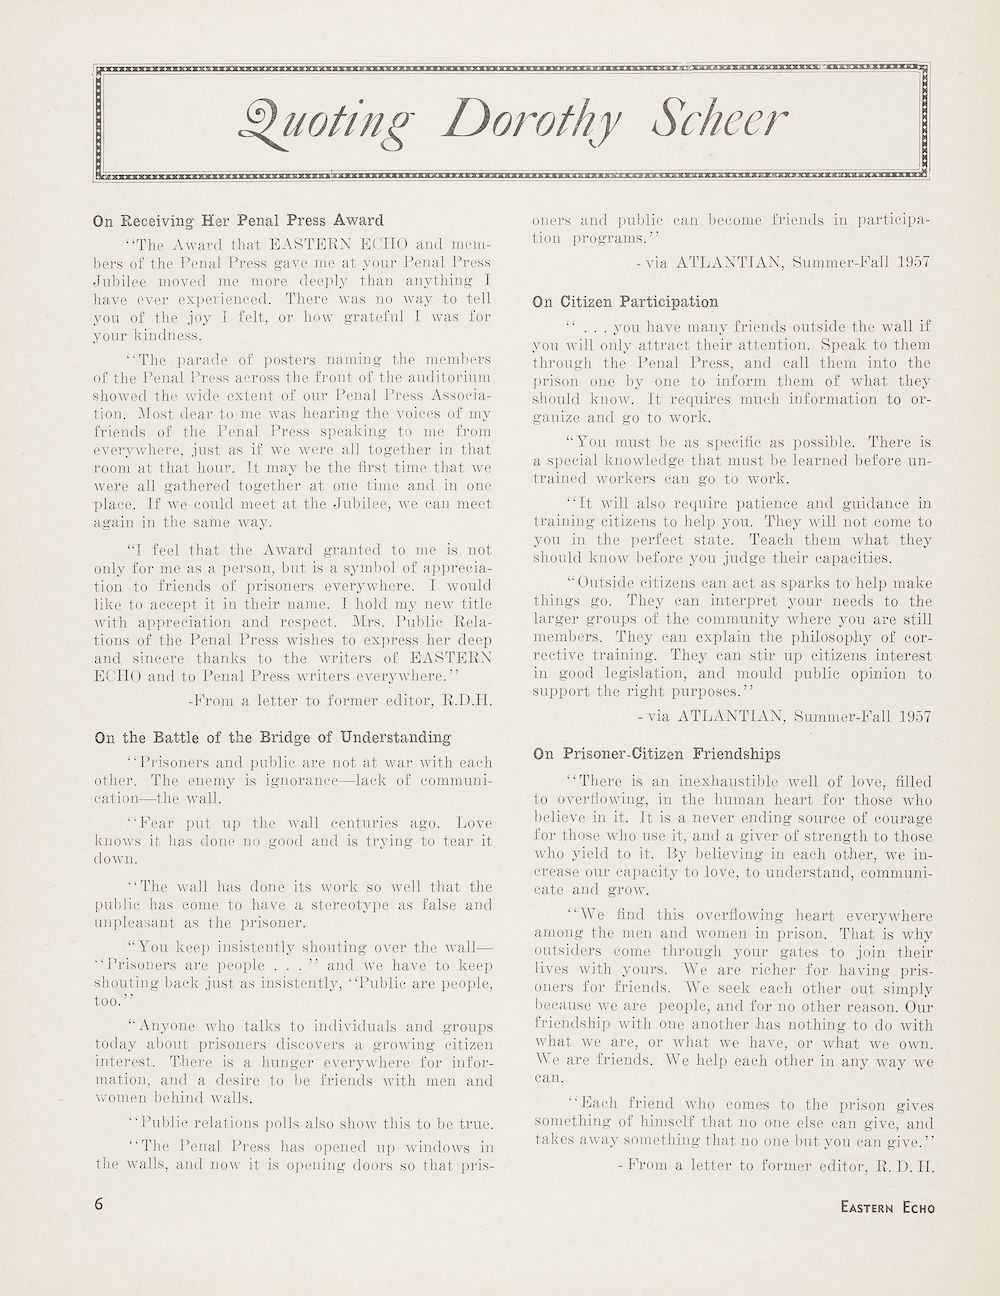 Quoting Dorothy Scheer
On Receiving Her Penal Press Award
"The Award that EASTERN ECHO and mem-
bers of the Penal Press gave me at your Penal Press
Jubilee moved me more deeply than anything I
have ever experienced. There was no way to tell
you of the joy I felt, or how grateful I was for
your kindness.
"The parade of posters naming the members
of the Penal Press across the front of the auditorium
showed the wide extent of our Penal Press Associa-
tion. Most dear to me was hearing the voices of my
friends of the Penal Press speaking to me from
everywhere, just as if we were all together in that
room at that hour. It may be the first time that we
were all gathered together at one time and in one
place. If we could meet at the Jubilee, we can meet
again in the same way.
"I feel that the Award granted to me is not
only for me as a person, but is a symbol of apprecia-
tion to friends of prisoners everywhere. I would
like to accept it in their name. I hold my new title
with appreciation and respect. Mrs. Public Rela-
tions of the Penal Press wishes to express her deep
and sincere thanks to the writers of EASTERN
ECHO and to Penal Press writers everywhere."
-From a letter to former editor, R.D.H.
On the Battle of the Bridge of Understanding
"Prisoners and public are not at war with each
other. The enemy is ignorance—lack of communi-
cation—the wall.
"Fear put up the wall centuries ago. Love
knows it has done no good and is trying to tear it
down.
"The wall has done its work so well that the
public has come to have a stereotype as false and
unpleasant as the prisoner.
"You keep insistently shouting over the wall—
"Prisoners are people . . ." and we have to keep
shouting back just as insistently, "Public are people,
too."
"Anyone who talks to individuals and groups
today about prisoners discovers a growing citizen
interest. There is a hunger everywhere for infor-
mation, and a desire to be friends with men and
women behind walls.
"Public relations polls also show this to be true.
"The Penal Press has opened up windows in
the walls, and now it is opening doors so that pris-
oners and public can become friends in participa-
tion programs."
- via ATLANTIAN, Summer-Fall 1957
On Citizen Participation
" . . . you have many friends outside the wall if
you will only attract their attention. Speak to them
through the Penal Press, and call them into the
prison one by one to inform them of what they
should know. It requires much information to or-
ganize and go to work.
"You must be as specific as possible. There is
a special knowledge that must be learned before un-
trained workers can go to work.
"It will also require patience and guidance in
training citizens to help you. They will not come to
you in the perfect state. Teach them what they
should know before you judge their capacities.
"Outside citizens can act as sparks to help make
things go. They can interpret your needs to the
larger groups of the community where you are still
members. They can explain the philosophy of cor-
rective training. They can stir up citizens interest
in good legislation, and mould public opinion to
support the right purposes."
- via ATLANTIAN, Summer-Fall 1957
On Prisoner-Citizen Friendships
"There is an inexhaustible well of love, filled
to overflowing, in the human heart for those who
believe in it. It is a never ending source of courage
for those who use it, and a giver of strength to those
who yield to it. By believing in each other, we in-
crease our capacity to love, to understand, communi-
cate and grow.
"We find this overflowing heart everywhere
among the men and women in prison. That is why
outsiders come through your gates to join their
lives with yours. We are richer for having pris-
oners for friends. We seek each other out simply
because we are people, and for no other reason. Our
friendship with one another has nothing to do with
what we are, or what we have, or what we own.
We are friends. We help each other in any way we
can.
"Each friend who comes to the prison gives
something of himself that no one else can give, and
takes away something that no one but you can give."
- From a letter to former editor, R. D. H.
6
EASTERN ECHO